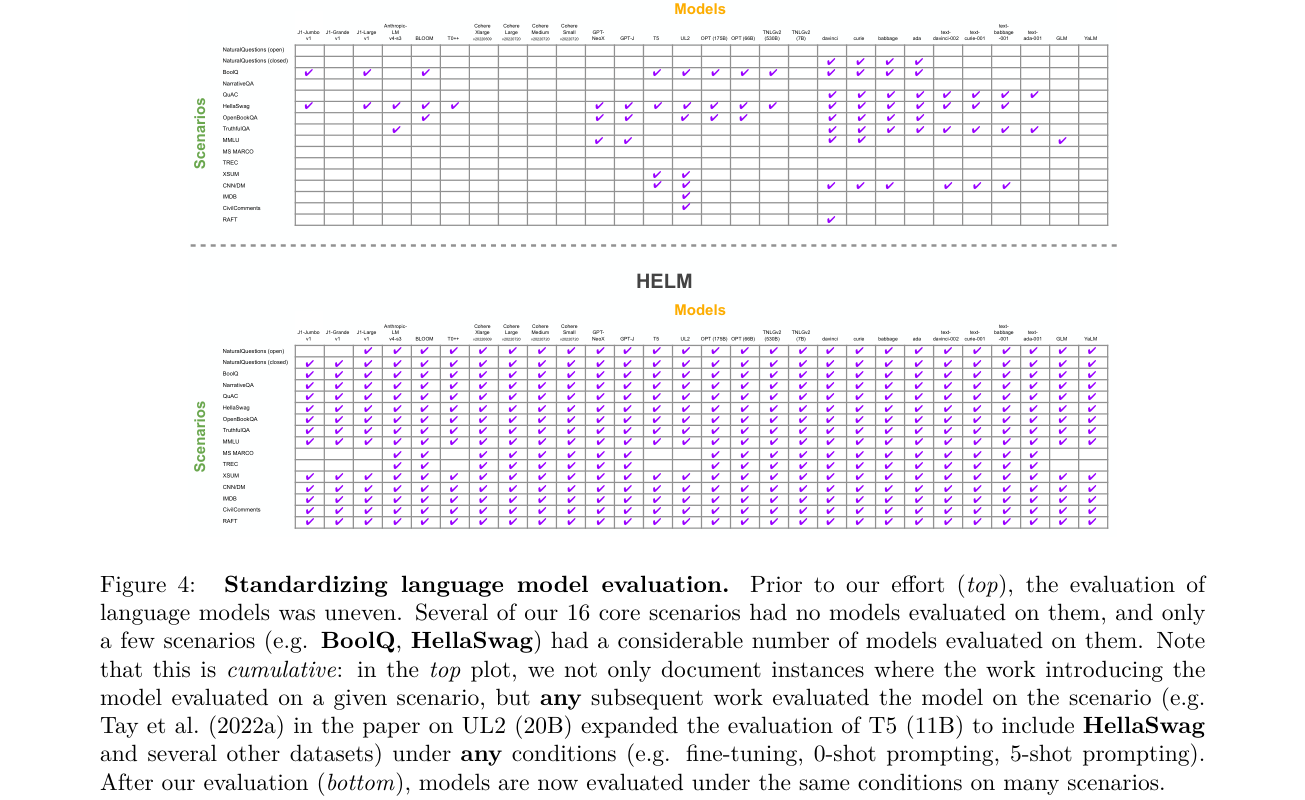 Models
J1-Jumbo v1 J1-Grande v1 J1-Large v1 Anthropic-LM v4-s3 BLOOM T0++ Cohere Xlarge v20220609 Cohere Large v20220720 Cohere Medium v20220720 Cohere Small v20220720 GPT-NeoX GPT-J T5 UL2 OPT (175B) OPT (66B) TNLGv2 (530B) TNLGv2 (7B) davinci curie babbage ada text-davinci-002 text-curie-001 text-babbage-001 text-ada-001 GLM YaLM
Scenarios
NaturalQuestions (open)
NaturalQuestions (closed) ✔ ✔ ✔ ✔
BoolQ ✔ ✔ ✔ ✔ ✔ ✔ ✔ ✔ ✔ ✔ ✔ ✔
NarrativeQA
QuAC ✔ ✔ ✔ ✔ ✔ ✔ ✔ ✔
HellaSwag ✔ ✔ ✔ ✔ ✔ ✔ ✔ ✔ ✔ ✔ ✔ ✔ ✔ ✔ ✔ ✔ ✔ ✔ ✔
OpenBookQA ✔ ✔ ✔ ✔ ✔ ✔ ✔ ✔ ✔ ✔
TruthfulQA ✔ ✔ ✔ ✔ ✔ ✔ ✔ ✔ ✔
MMLU ✔ ✔ ✔ ✔ ✔
MS MARCO
TREC
XSUM ✔ ✔
CNN/DM ✔ ✔ ✔ ✔ ✔ ✔ ✔ ✔
IMDB ✔
CivilComments ✔
RAFT ✔
HELM
Models
J1-Jumbo v1 J1-Grande v1 J1-Large v1 Anthropic-LM v4-s3 BLOOM T0++ Cohere Xlarge v20220609 Cohere Large v20220720 Cohere Medium v20220720 Cohere Small v20220720 GPT-NeoX GPT-J T5 UL2 OPT (175B) OPT (66B) TNLGv2 (530B) TNLGv2 (7B) davinci curie babbage ada text-davinci-002 text-curie-001 text-babbage-001 text-ada-001 GLM YaLM
Scenarios
NaturalQuestions (open)
NaturalQuestions (closed)
BoolQ
NarrativeQA
QuAC
HellaSwag
OpenBookQA
TruthfulQA
MMLU
MS MARCO
TREC
XSUM
CNN/DM
IMDB
CivilComments
RAFT
Figure 4: Standardizing language model evaluation. Prior to our effort (top), the evaluation of
language models was uneven. Several of our 16 core scenarios had no models evaluated on them, and only
a few scenarios (e.g. BoolQ, HellaSwag) had a considerable number of models evaluated on them. Note
that this is cumulative: in the top plot, we not only document instances where the work introducing the
model evaluated on a given scenario, but any subsequent work evaluated the model on the scenario (e.g.
Tay et al. (2022a) in the paper on UL2 (20B) expanded the evaluation of T5 (11B) to include HellaSwag
and several other datasets) under any conditions (e.g. fine-tuning, 0-shot prompting, 5-shot prompting).
After our evaluation (bottom), models are now evaluated under the same conditions on many scenarios.